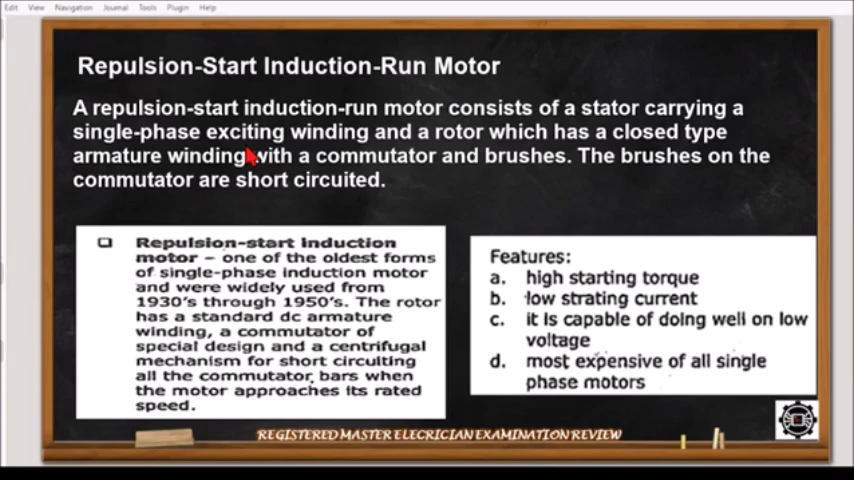 Edit View Navigation Journal Tools Plugin Help
Repulsion-Start Induction-Run Motor
A repulsion-start induction-run motor consists of a stator carrying a
single-phase exciting winding and a rotor which has a closed type
armature winding with a commutator and brushes. The brushes on the
commutator are short circuited.
Repulsion-start induction
motor – one of the oldest forms
of single-phase induction motor
and were widely used from
1930's through 1950's. The rotor
has a standard dc armature
winding, a commutator of
special design and a centrifugal
mechanism for short circuiting
all the commutator bars when
the motor approaches its rated
speed.
Features:
a. high starting torque
b. low strating current
c. it is capable of doing well on low
voltage
d. most expensive of all single
phase motors
REGISTERED MASTER ELECRICIAN EXAMINATION REVIEW